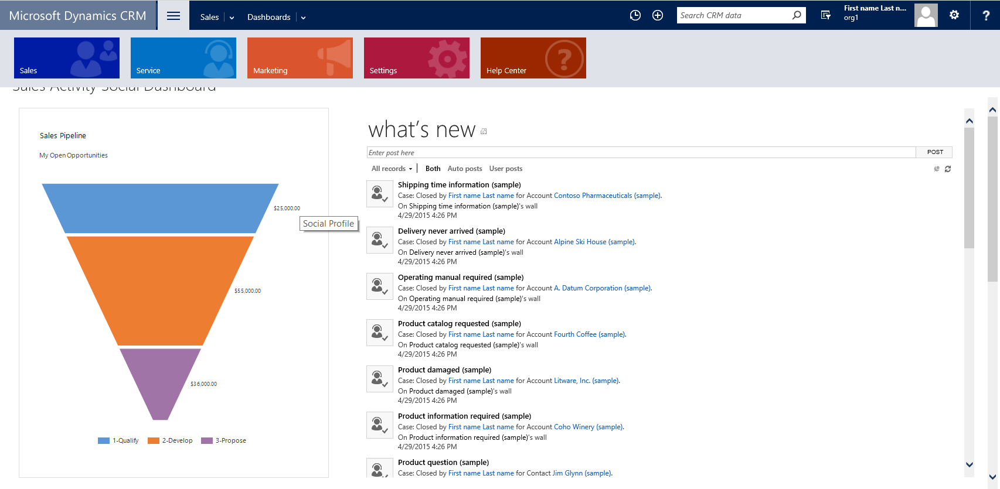 Microsoft Dynamics CRM
Sales
Dashboards
Search CRM data
First name Last n...
org1
?
Sales
Service
Marketing
Settings
Help Center
Sales Activity Social Dashboard
Sales Pipeline
My Open Opportunities
$25,000.00
Social Profile
$55,000.00
$36,000.00
1-Qualify 2-Develop 3-Propose
what's new
Enter post here
POST
All records Both Auto posts User posts
Shipping time information (sample)
Case: Closed by First name Last name for Account Contoso Pharmaceuticals (sample).
On Shipping time information (sample)'s wall
4/29/2015 4:26 PM
Delivery never arrived (sample)
Case: Closed by First name Last name for Account Alpine Ski House (sample).
On Delivery never arrived (sample)'s wall
4/29/2015 4:26 PM
Operating manual required (sample)
Case: Closed by First name Last name for Account A. Datum Corporation (sample).
On Operating manual required (sample)'s wall
4/29/2015 4:26 PM
Product catalog requested (sample)
Case: Closed by First name Last name for Account Fourth Coffee (sample).
On Product catalog requested (sample)'s wall
4/29/2015 4:26 PM
Product damaged (sample)
Case: Closed by First name Last name for Account Litware, Inc. (sample).
On Product damaged (sample)'s wall
4/29/2015 4:26 PM
Product information required (sample)
Case: Closed by First name Last name for Account Coho Winery (sample).
On Product information required (sample)'s wall
4/29/2015 4:26 PM
Product question (sample)
Case: Closed by First name Last name for Contact Jim Glynn (sample).